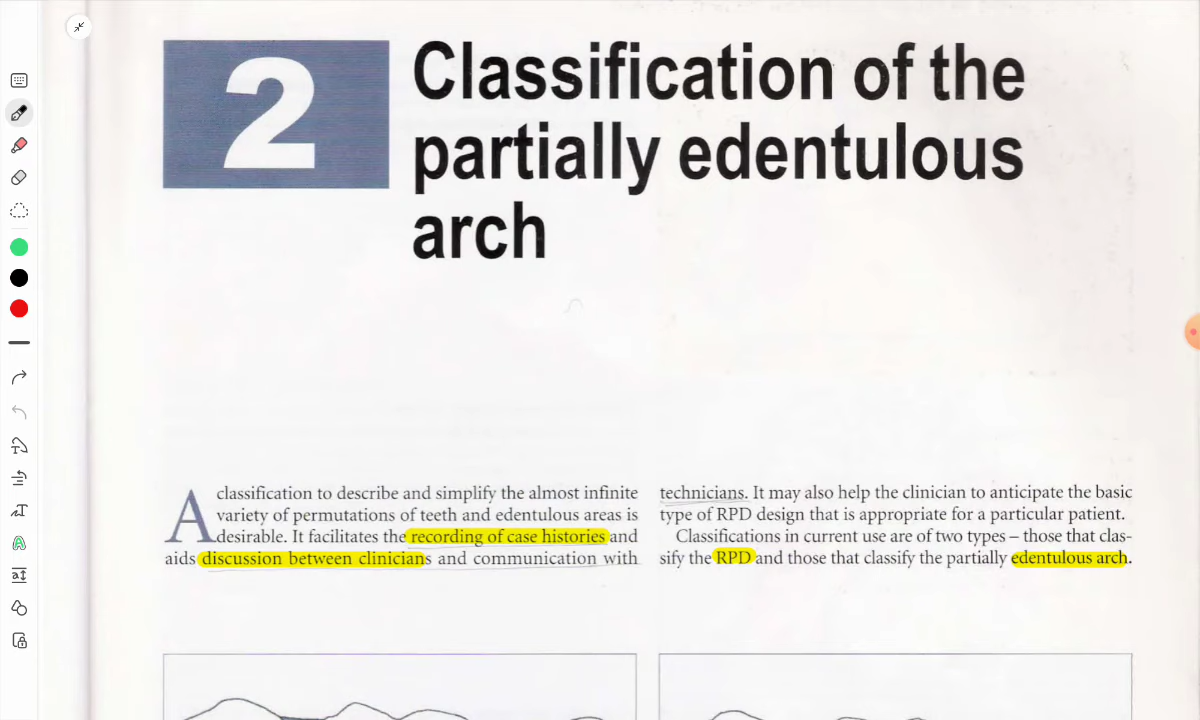 2
Classification of the
partially edentulous
arch
A classification to describe and simplify the almost infinite
variety of permutations of teeth and edentulous areas is
desirable. It facilitates the recording of case histories and
aids discussion between clinicians and communication with
technicians. It may also help the clinician to anticipate the basic
type of RPD design that is appropriate for a particular patient.
Classifications in current use are of two types – those that clas-
sify the RPD and those that classify the partially edentulous arch.